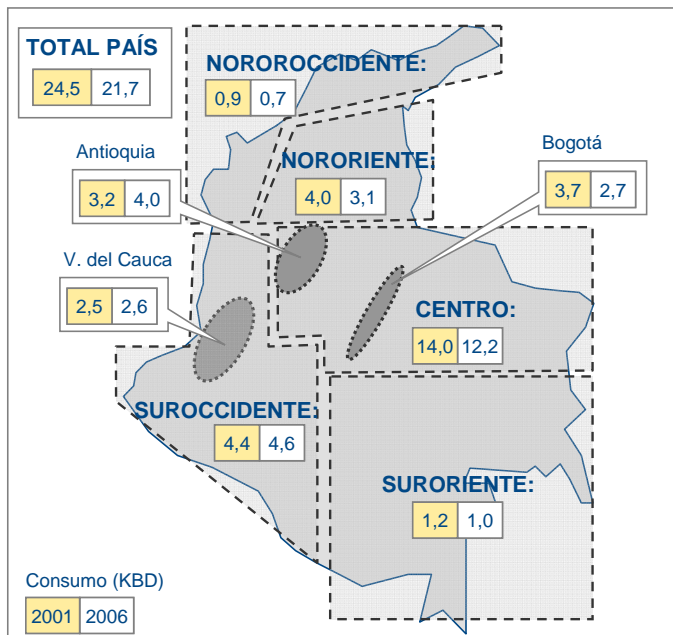 TOTAL PAÍS
24,5 21,7
NOROROCCIDENTE:
0,9 0,7
Antioquia
3,2 4,0
NORORIENTE:
4,0 3,1
Bogotá
3,7 2,7
V. del Cauca
2,5 2,6
CENTRO:
14,0 12,2
SUROCCIDENTE:
4,4 4,6
SURORIENTE:
1,2 1,0
Consumo (KBD)
2001 2006